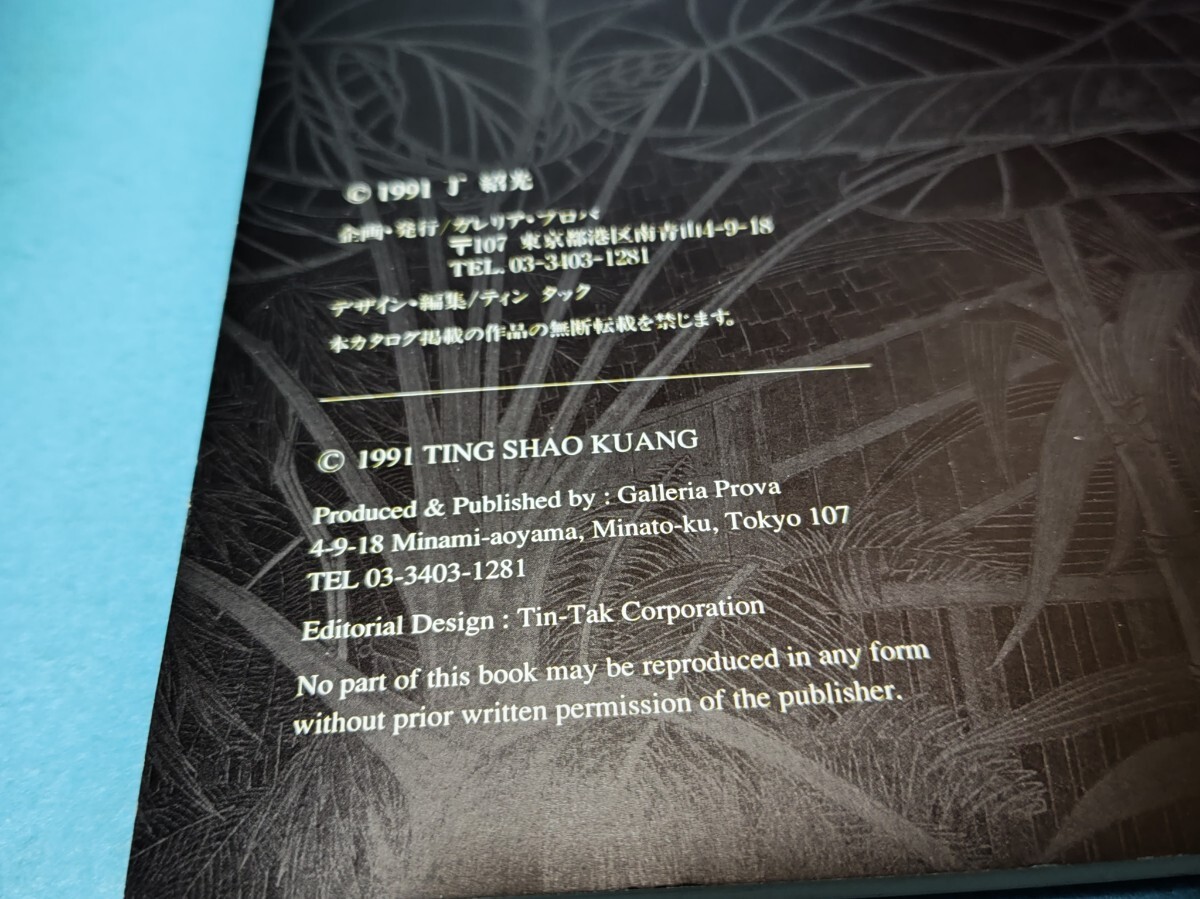 © 1991 丁 紹光
企画・発行/ガレリア・プロバ
〒107 東京都港区南青山4-9-18
TEL. 03-3403-1281
デザイン・編集/ティン タック
本カタログ掲載の作品の無断転載を禁じます。
© 1991 TING SHAO KUANG
Produced & Published by : Galleria Prova
4-9-18 Minami-aoyama, Minato-ku, Tokyo 107
TEL 03-3403-1281
Editorial Design : Tin-Tak Corporation
No part of this book may be reproduced in any form
without prior written permission of the publisher.